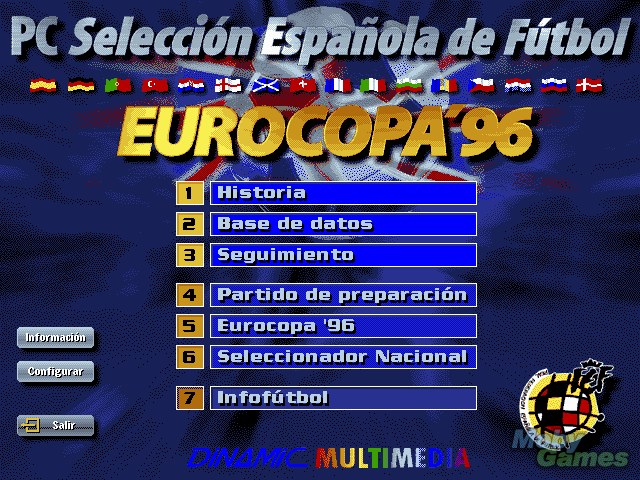 PC Selección Española de Fútbol
EUROCOPA'96
1 Historia
2 Base de datos
3 Seguimiento
4 Partido de preparación
5 Eurocopa '96
6 Seleccionador Nacional
7 Infofútbol
Información
Configurar
Salir
DINAMIC MULTIMEDIA
Moby
Games